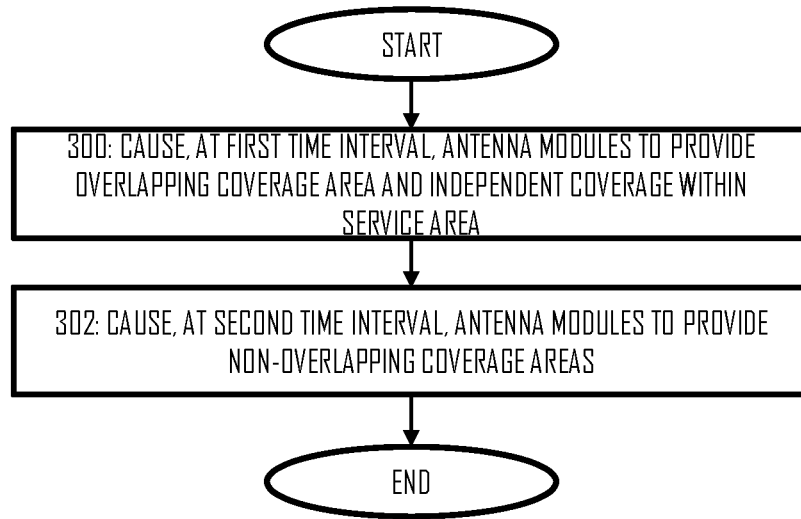 START
300: CAUSE, AT FIRST TIME INTERVAL, ANTENNA MODULES TO PROVIDE
OVERLAPPING COVERAGE AREA AND INDEPENDENT COVERAGE WITHIN
SERVICE AREA
302: CAUSE, AT SECOND TIME INTERVAL, ANTENNA MODULES TO PROVIDE
NON-OVERLAPPING COVERAGE AREAS
END